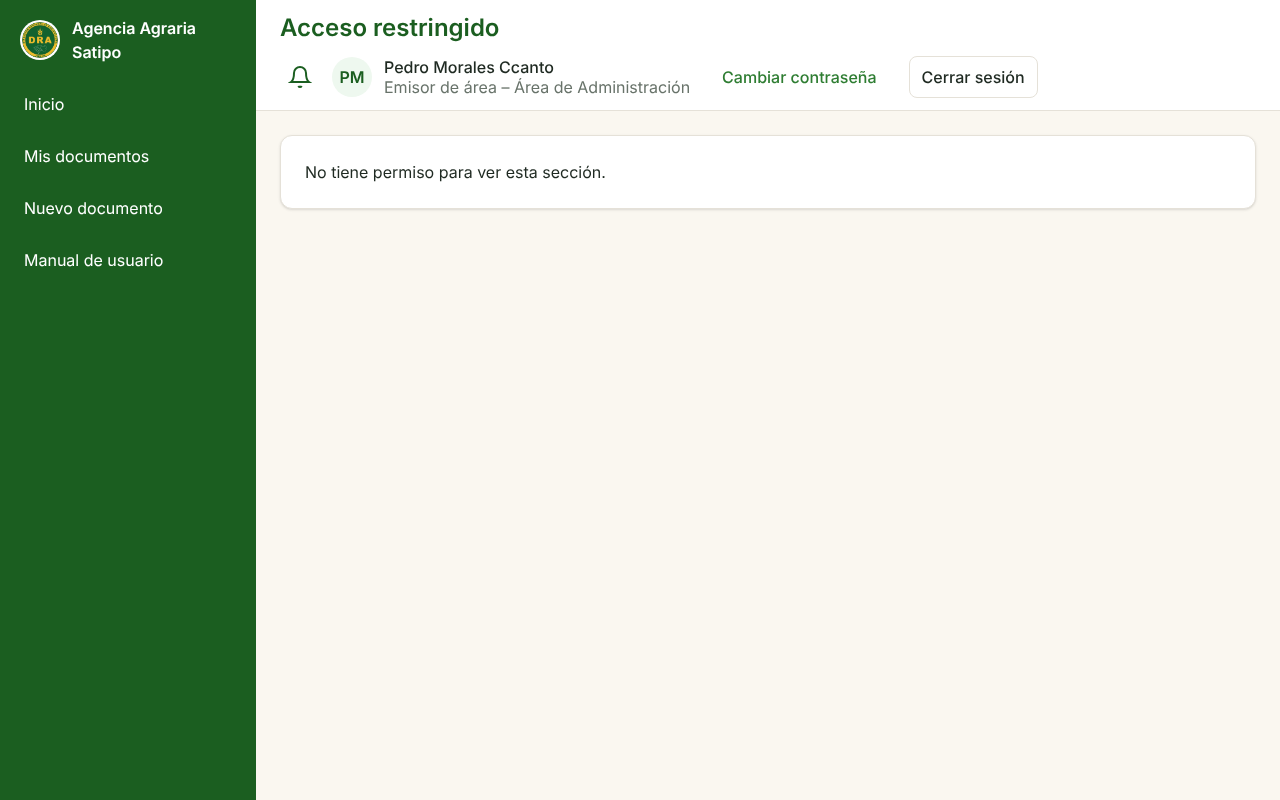 DRA
Agencia Agraria
Satipo
Inicio
Mis documentos
Nuevo documento
Manual de usuario
Acceso restringido
PM
Pedro Morales Ccanto
Emisor de área – Área de Administración
Cambiar contraseña
Cerrar sesión
No tiene permiso para ver esta sección.